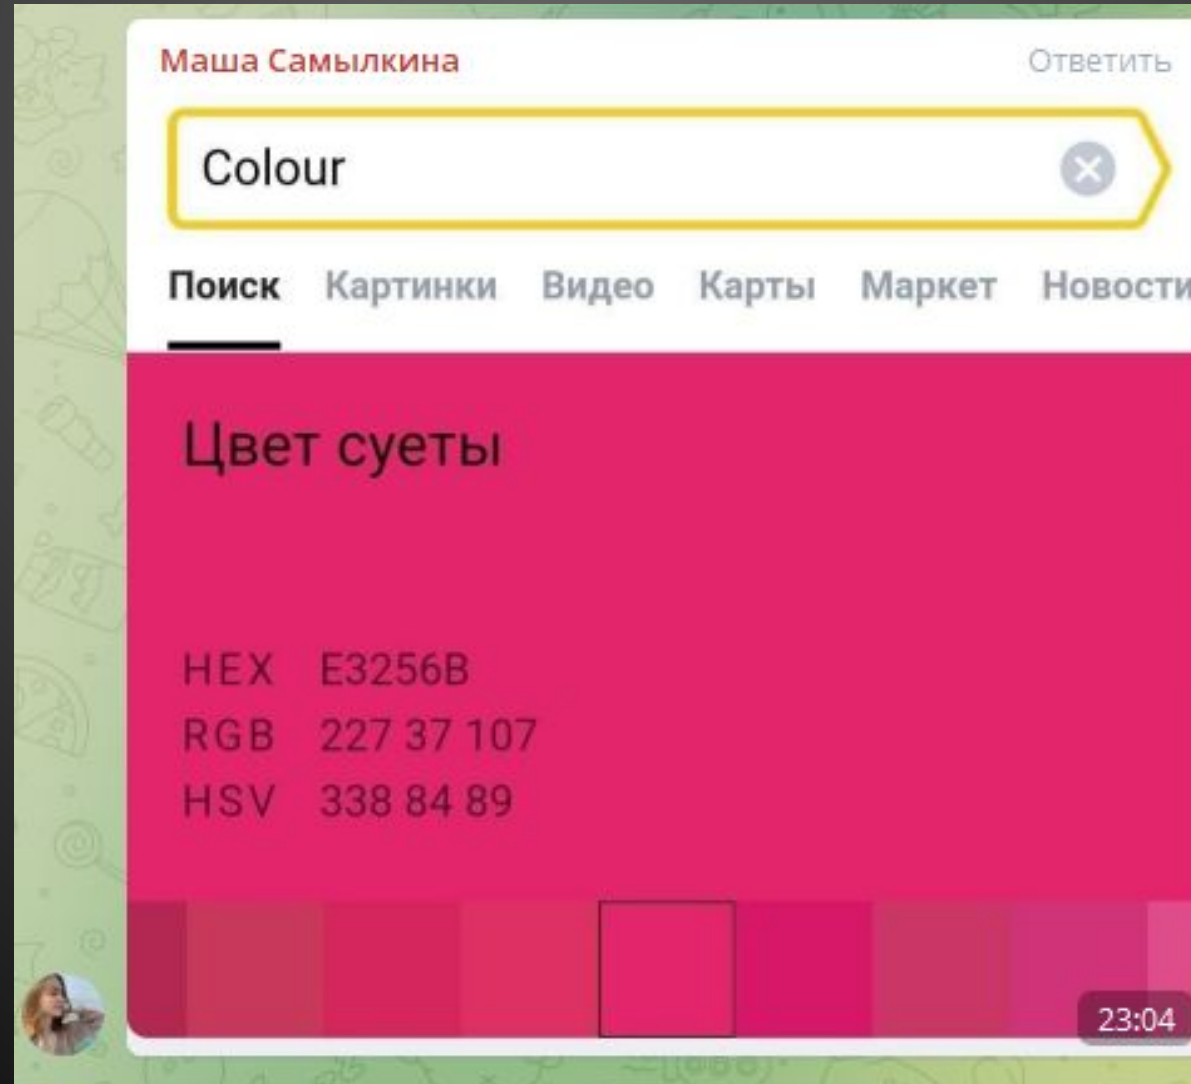 Маша Самылкина Ответить
Colour
Поиск Картинки Видео Карты Маркет Новости
Цвет суеты
HEX E3256B
RGB 227 37 107
HSV 338 84 89
23:04